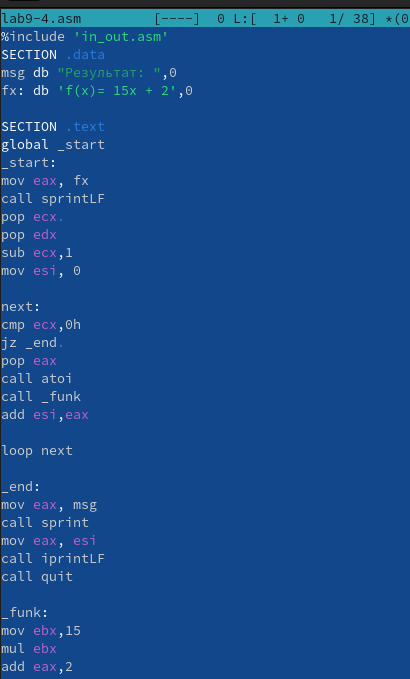 lab9-4.asm [----] 0 L:[ 1+ 0 1/ 38] *(0
%include 'in_out.asm'
SECTION .data
msg db "Результат: ",0
fx: db 'f(x)= 15x + 2',0
SECTION .text
global _start
_start:
mov eax, fx
call sprintLF
pop ecx.
pop edx
sub ecx,1
mov esi, 0
next:
cmp ecx,0h
jz _end.
pop eax
call atoi
call _funk
add esi,eax
loop next
_end:
mov eax, msg
call sprint
mov eax, esi
call iprintLF
call quit
_funk:
mov ebx,15
mul ebx
add eax,2